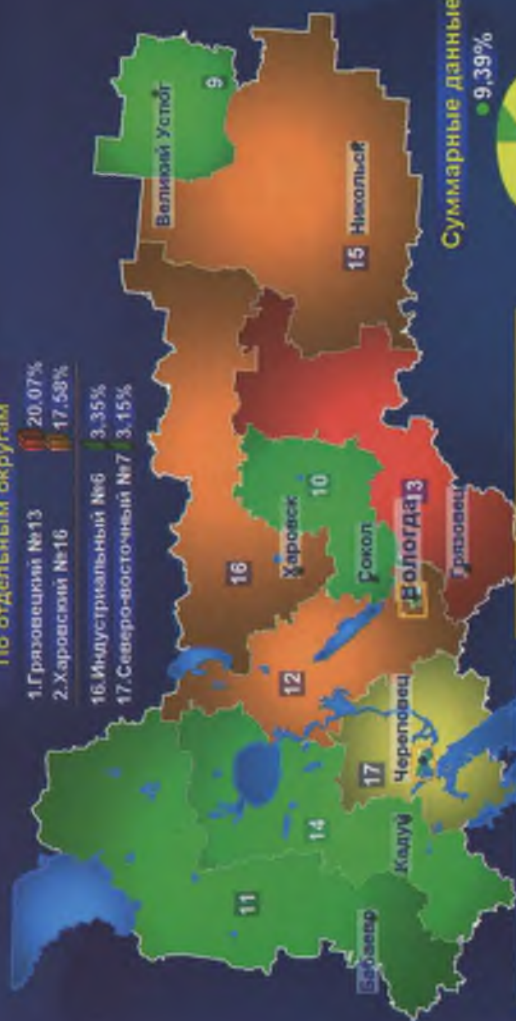 По отдельным округам
1.Грязовецкий №13 20.07%
2.Харовский №16 17.58%
16.Индустриальный №6 3.35%
17.Северо-восточный №7 3.15%
Великий Устюг
9
15
Никольск
16
10
Харовск
Сокол
13
Вологда
Грязовец
12
17
Череповец
14
Кадуй
11
Бабаево
Суммарные данные
9,39%